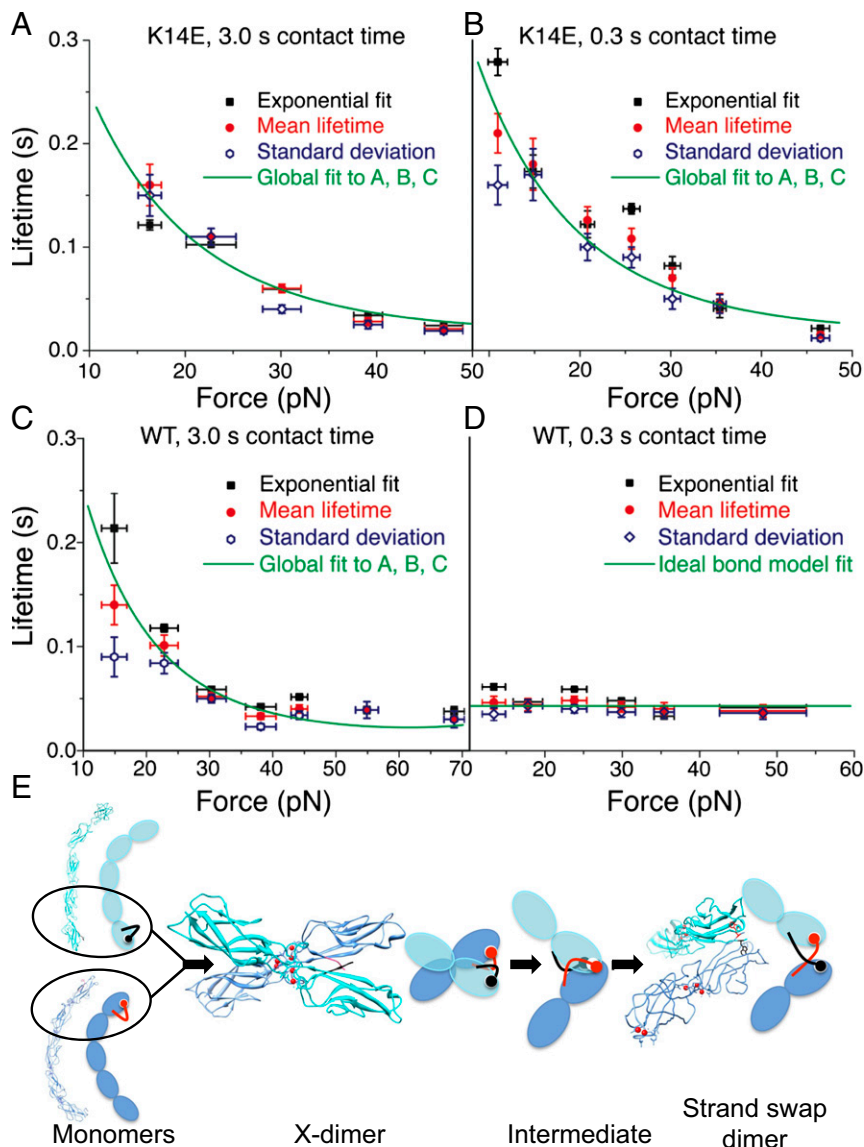 A
K14E, 3.0 s contact time
Exponential fit
Mean lifetime
Standard deviation
Global fit to A, B, C
Lifetime (s)
0.3
0.2
0.1
0.0
10 20 30 40 50
Force (pN)
B
K14E, 0.3 s contact time
Exponential fit
Mean lifetime
Standard deviation
Global fit to A, B, C
10 20 30 40 50
Force (pN)
C
WT, 3.0 s contact time
Exponential fit
Mean lifetime
Standard deviation
Global fit to A, B, C
Lifetime (s)
0.3
0.2
0.1
0.0
10 20 30 40 50 60 70
Force (pN)
D
WT, 0.3 s contact time
Exponential fit
Mean lifetime
Standard deviation
Ideal bond model fit
20 30 40 50 60
Force (pN)
E
Monomers
X-dimer
Intermediate
Strand swap
dimer